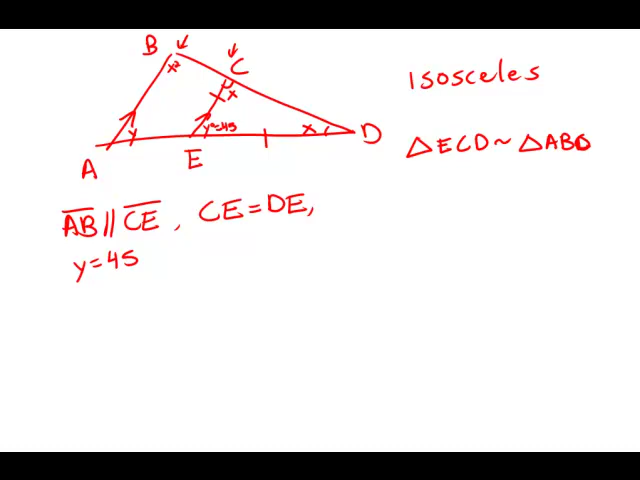 B
C
x°
x
Isosceles
y
y°=45
x
D
A
E
△ECD ~ △ABD
AB // CE , CE = DE,
y = 45